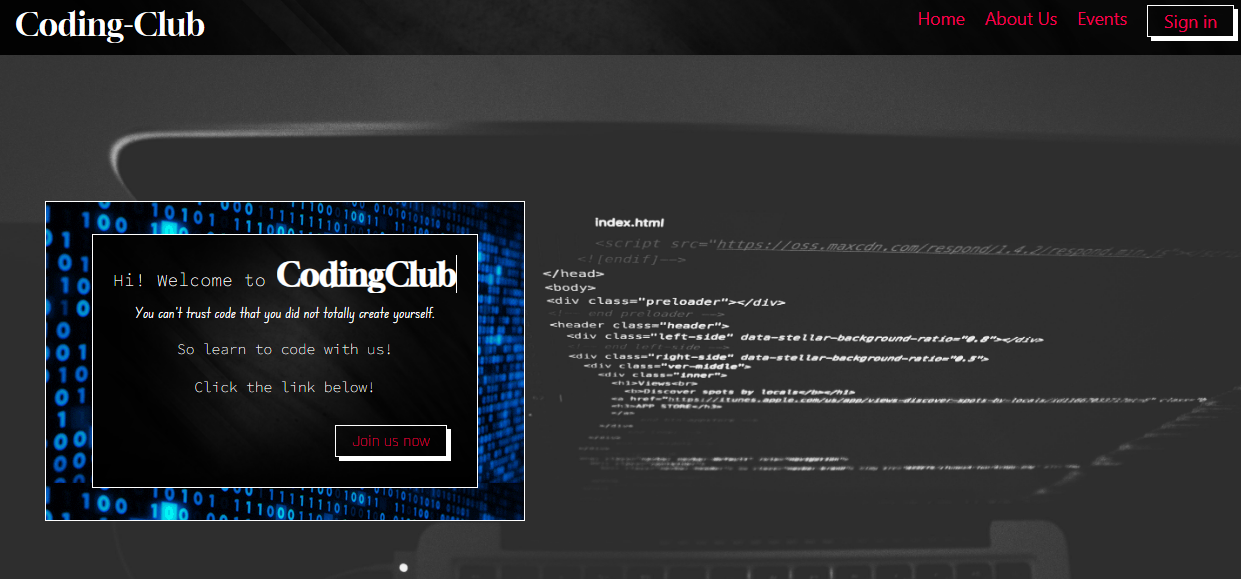 Coding-Club
Home About Us Events Sign in
Hi! Welcome to CodingClub
You can't trust code that you did not totally create yourself.
So learn to code with us!
Click the link below!
Join us now
index.html
<script src="https://oss.maxcdn.com/respond/1.4.2/respond.min.js"></
<![endif]-->
</head>
<body>
<div class="preloader"></div>
<!-- end preloader -->
<header class="header">
<div class="left-side" data-stellar-background-ratio="0.8"></div>
<!-- end left-side -->
<div class="right-side" data-stellar-background-ratio="0.5">
<div class="ver-middle">
<div class="inner">
<h1>Views<br>
<b>Discover spots by locals</b></h1>
<a href="https://itunes.apple.com/us/app/views-discover-spots-by-locals/
<h3>APP STORE</h3>
</a>
</div>
</div>
</div>